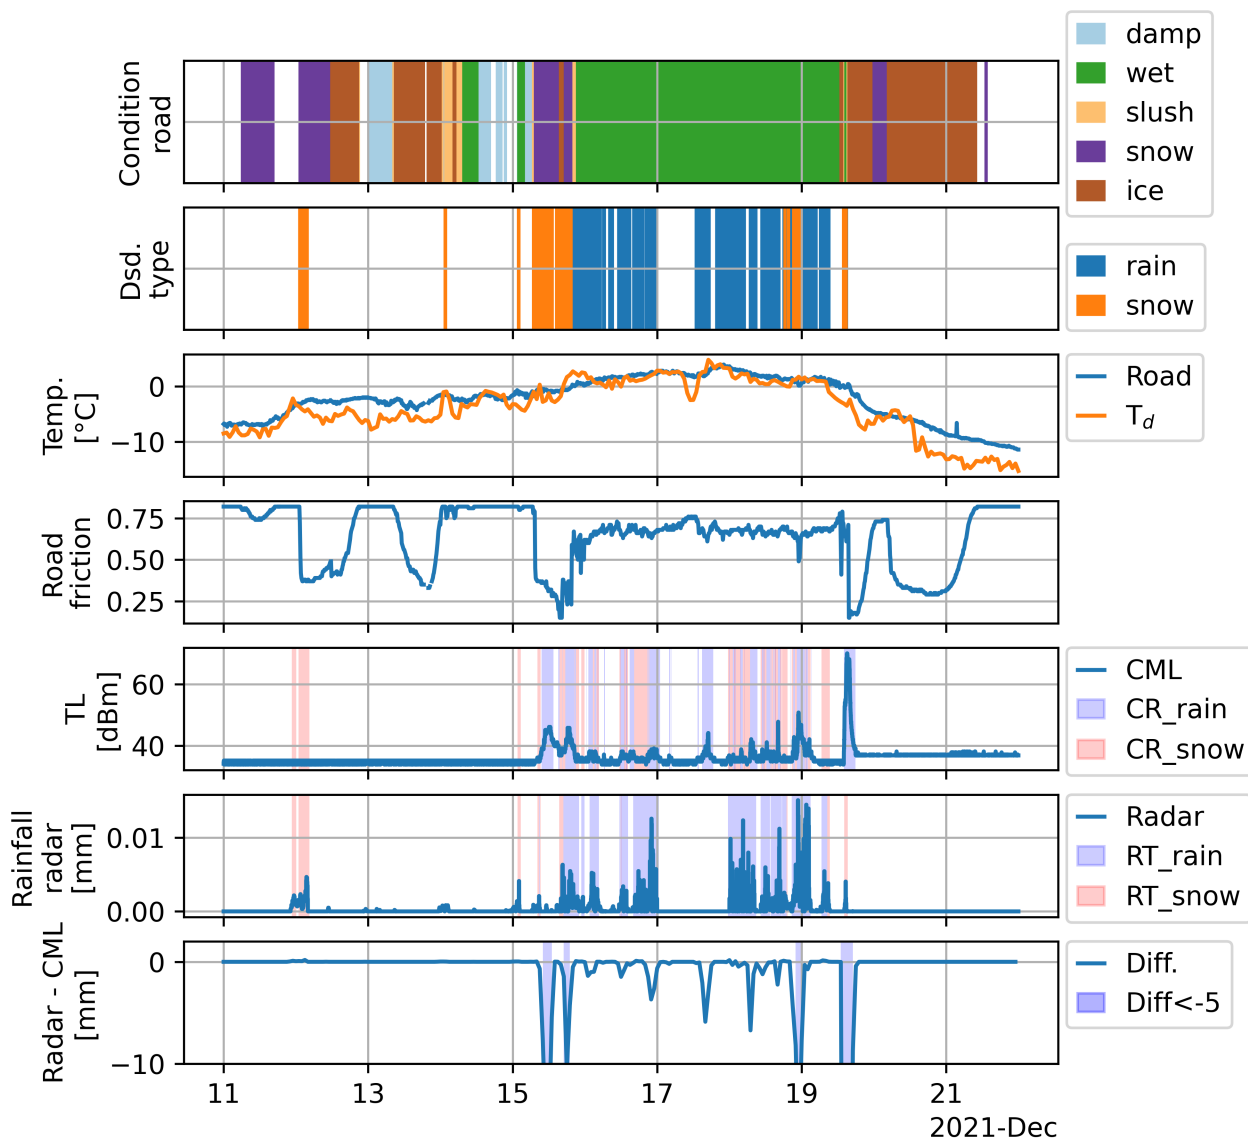 Condition
road
damp
wet
slush
snow
ice
Dsd.
type
rain
snow
Temp.
[°C]
0
−10
Road
T_d
Road
friction
0.75
0.50
0.25
TL
[dBm]
60
40
CML
CR_rain
CR_snow
Rainfall
radar
[mm]
0.01
0.00
Radar
RT_rain
RT_snow
Radar - CML
[mm]
0
−10
Diff.
Diff<-5
11
13
15
17
19
21
2021-Dec